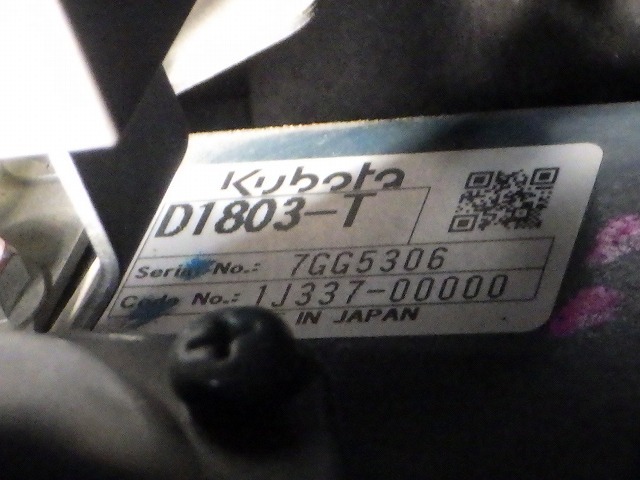 Kubota
D1803-T
Serial No.: 7GG5306
Code No.: 1J337-00000
IN JAPAN